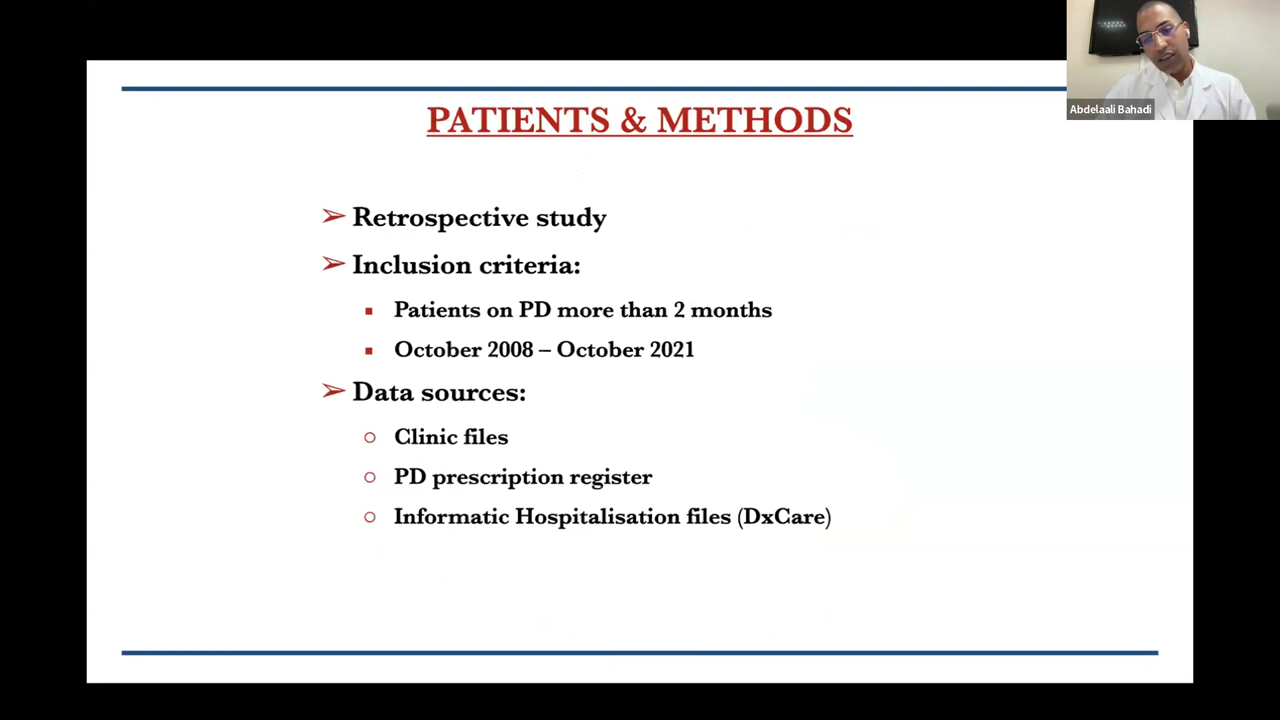 Abdelaali Bahadi
PATIENTS & METHODS
➢ Retrospective study
➢ Inclusion criteria:
▪ Patients on PD more than 2 months
▪ October 2008 – October 2021
➢ Data sources:
○ Clinic files
○ PD prescription register
○ Informatic Hospitalisation files (DxCare)